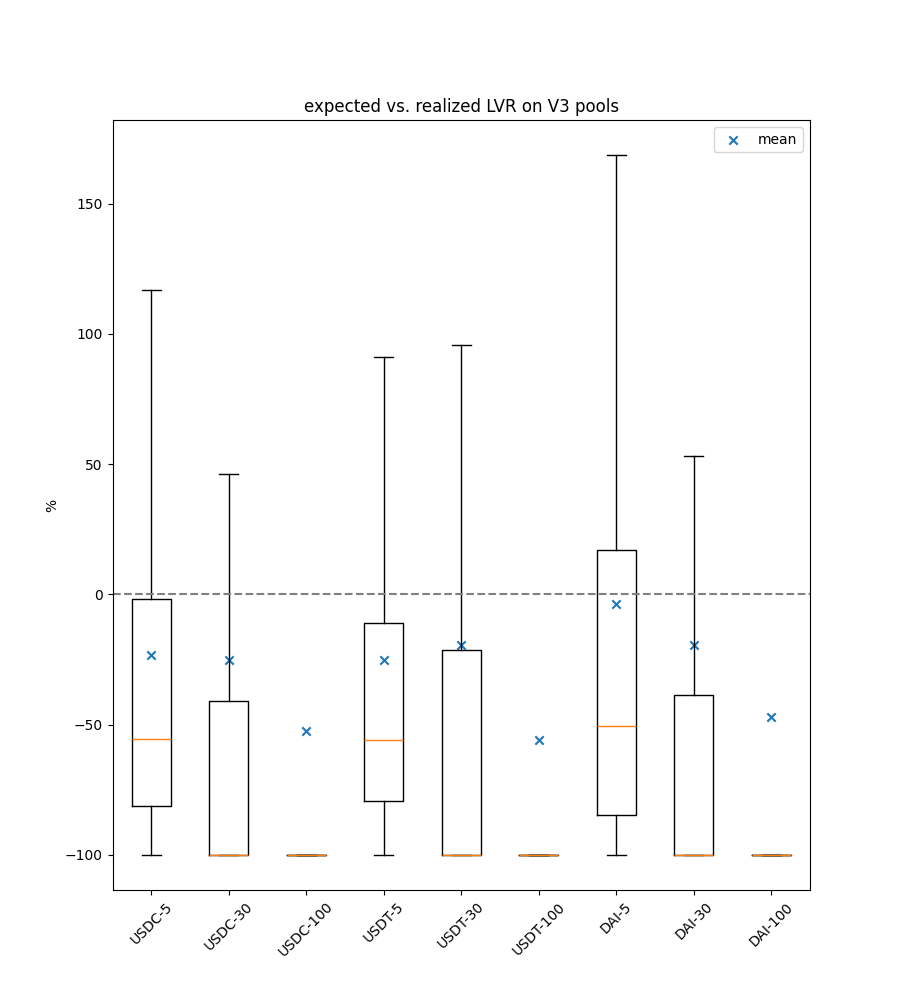 expected vs. realized LVR on V3 pools
mean
150
100
50
0
−50
−100
%
USDC-5
USDC-30
USDC-100
USDT-5
USDT-30
USDT-100
DAI-5
DAI-30
DAI-100